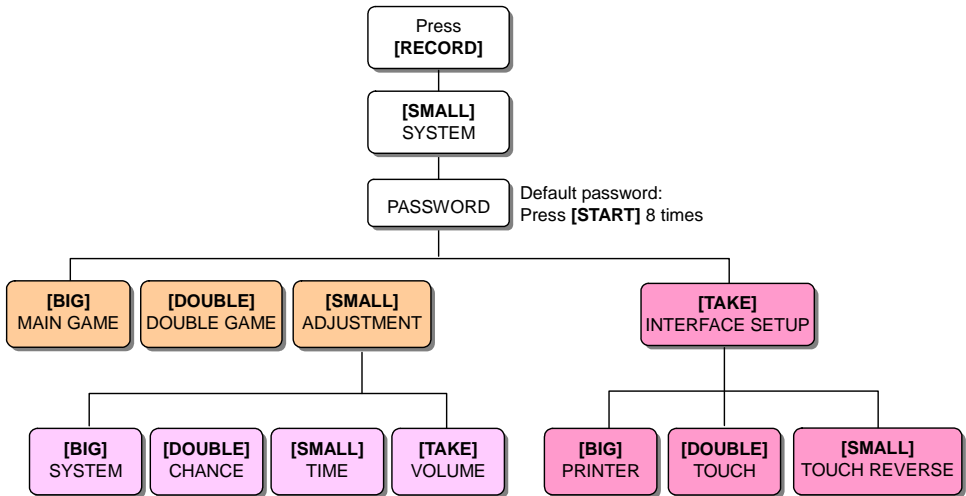 Press
[RECORD]
[SMALL]
SYSTEM
PASSWORD
Default password:
Press [START] 8 times
[BIG]
MAIN GAME
[DOUBLE]
DOUBLE GAME
[SMALL]
ADJUSTMENT
[TAKE]
INTERFACE SETUP
[BIG]
SYSTEM
[DOUBLE]
CHANCE
[SMALL]
TIME
[TAKE]
VOLUME
[BIG]
PRINTER
[DOUBLE]
TOUCH
[SMALL]
TOUCH REVERSE